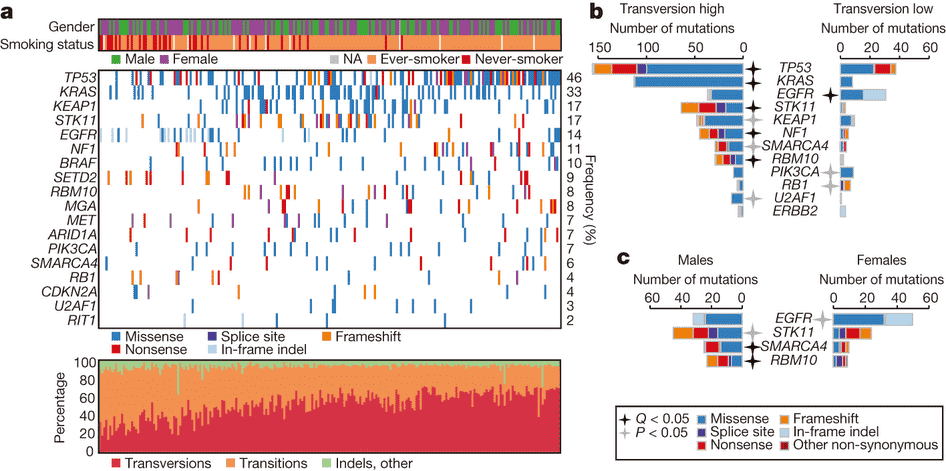 a
Gender
Smoking status
Male Female NA Ever-smoker Never-smoker
TP53 46
KRAS 33
KEAP1 17
STK11 17
EGFR 14
NF1 11
BRAF 10
SETD2 9
RBM10 8
MGA 8
MET 7
ARID1A 7
PIK3CA 7
SMARCA4 6
RB1 4
CDKN2A 4
U2AF1 3
RIT1 2
Frequency (%)
Missense Splice site Frameshift
Nonsense In-frame indel
Percentage
100
80
60
40
20
0
Transversions Transitions Indels, other
b
Transversion high Transversion low
Number of mutations Number of mutations
150 100 50 0 0 20 40 60
TP53
KRAS
EGFR
STK11
KEAP1
NF1
SMARCA4
RBM10
PIK3CA
RB1
U2AF1
ERBB2
c
Males Females
Number of mutations Number of mutations
60 40 20 0 0 20 40 60
EGFR
STK11
SMARCA4
RBM10
Q < 0.05 Missense Frameshift
P < 0.05 Splice site In-frame indel
Nonsense Other non-synonymous